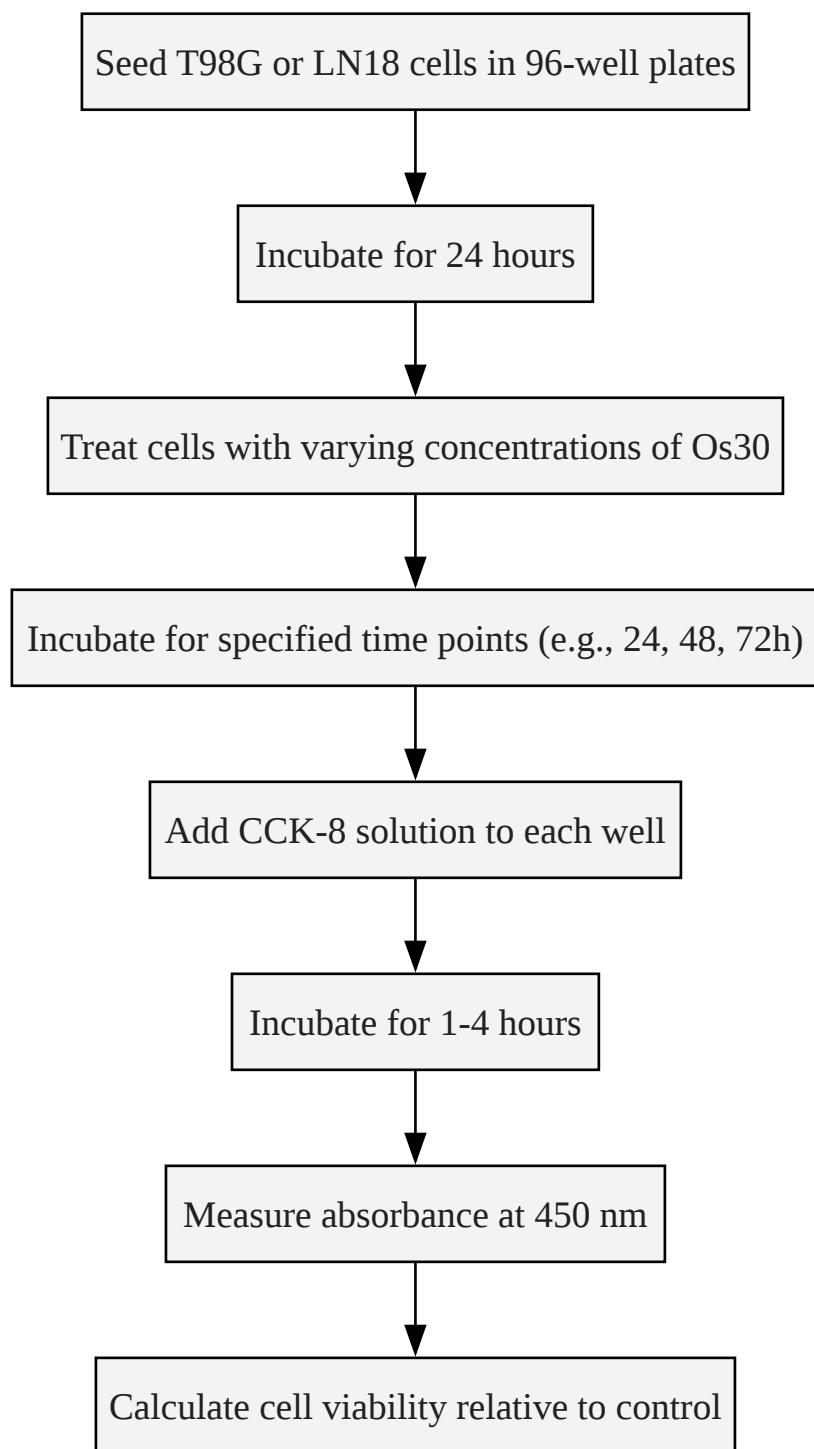 Seed T98G or LN18 cells in 96-well plates
Incubate for 24 hours
Treat cells with varying concentrations of Os30
Incubate for specified time points (e.g., 24, 48, 72h)
Add CCK-8 solution to each well
Incubate for 1-4 hours
Measure absorbance at 450 nm
Calculate cell viability relative to control